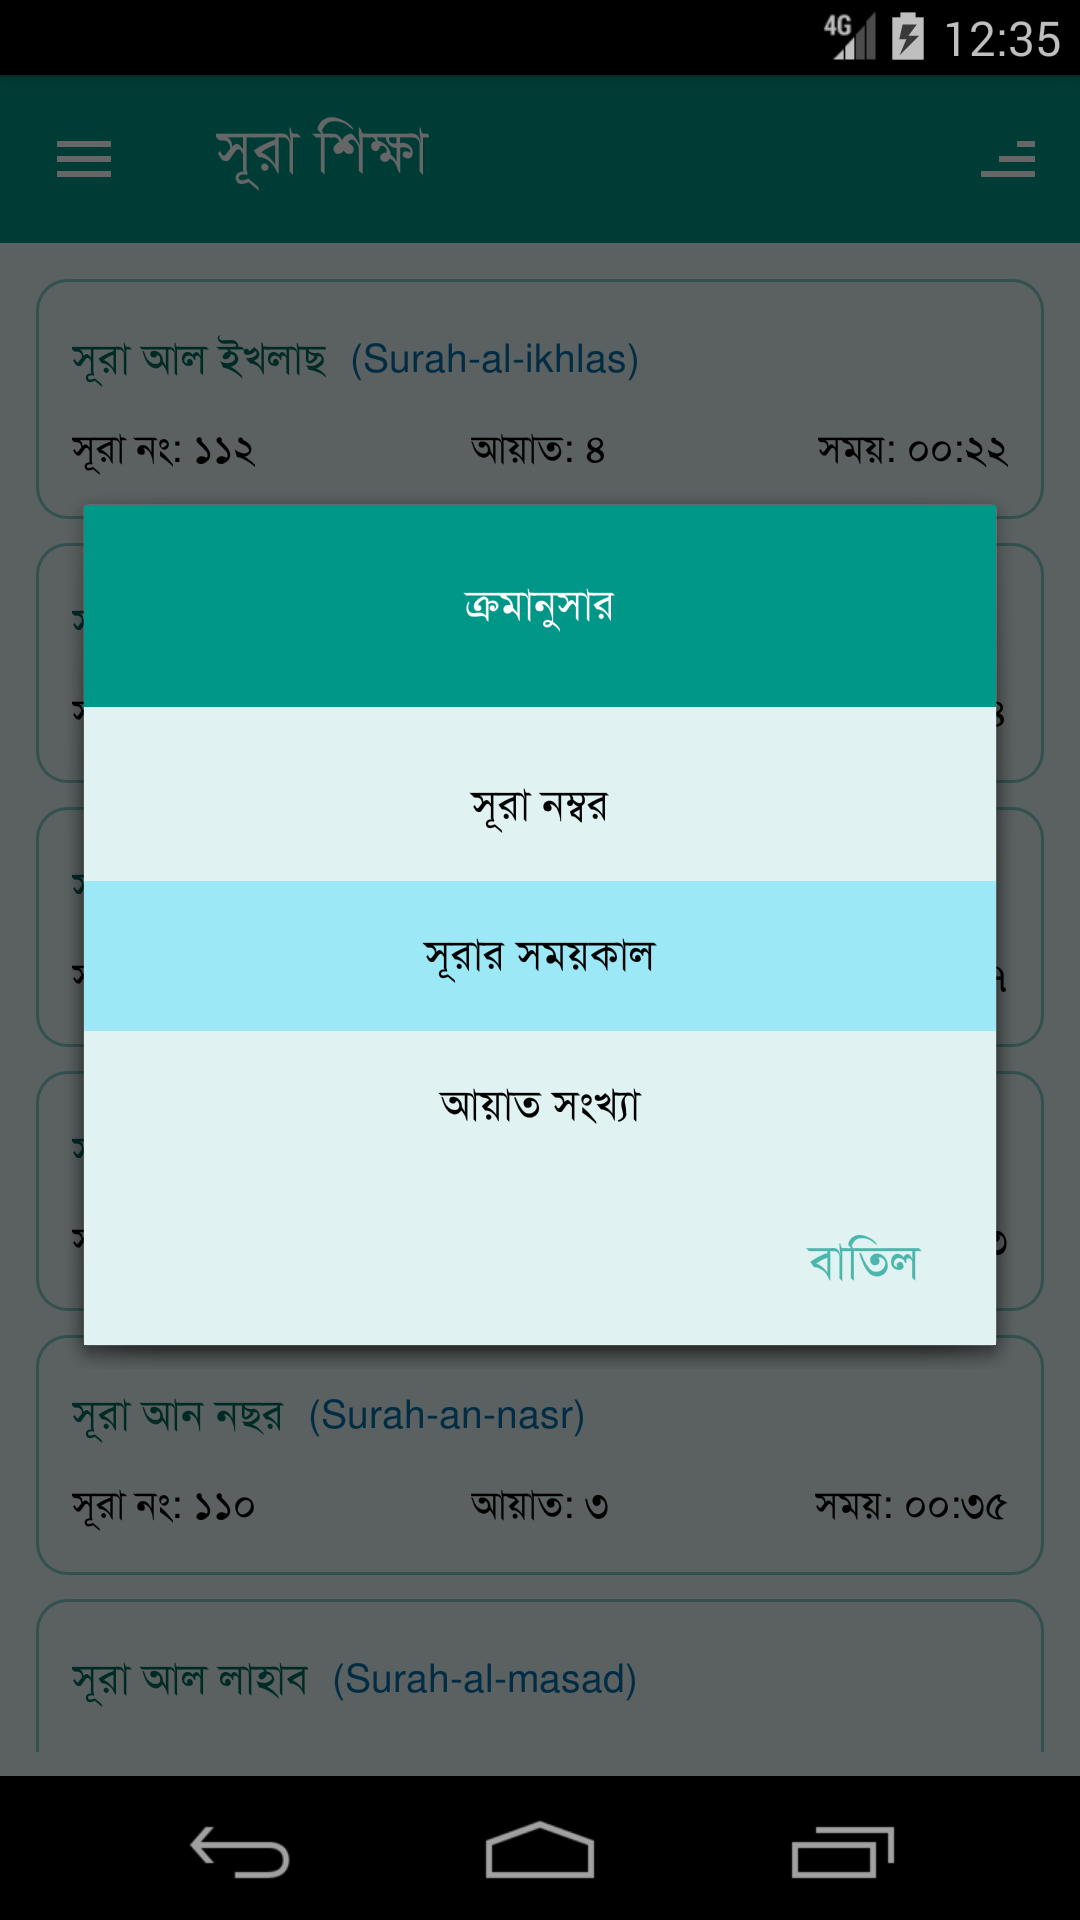 4G 12:35
সূরা শিক্ষা
সূরা আল ইখলাছ (Surah-al-ikhlas)
সূরা নং: ১১২ আয়াত: ৪ সময়: ০০:২২
ক্রমানুসার
সূরা নম্বর
সূরার সময়কাল
আয়াত সংখ্যা
বাতিল
সূরা আন নছর (Surah-an-nasr)
সূরা নং: ১১০ আয়াত: ৩ সময়: ০০:৩৫
সূরা আল লাহাব (Surah-al-masad)